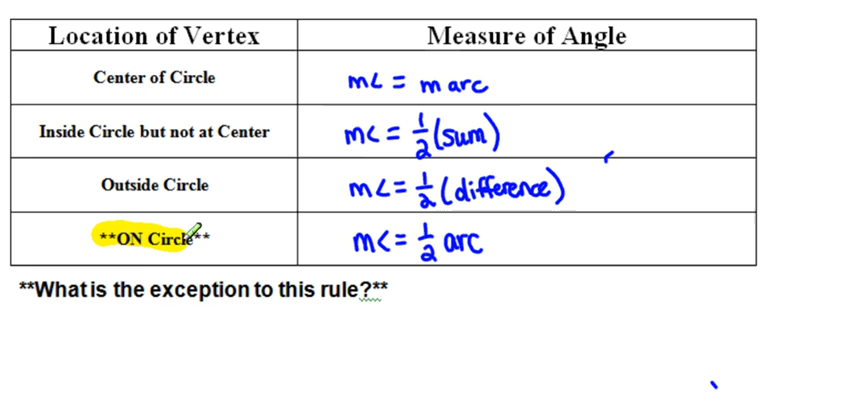 Location of Vertex Measure of Angle
Center of Circle m∠ = m arc
Inside Circle but not at Center m∠ = 1/2 (sum)
Outside Circle m∠ = 1/2 (difference)
**ON Circle** m∠ = 1/2 arc
**What is the exception to this rule?**